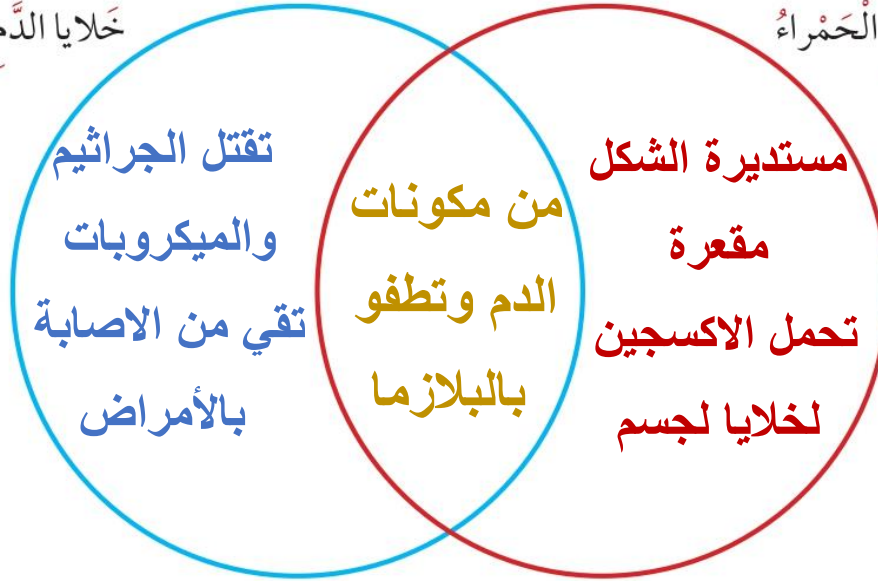 الْحَمْراءُ
خَلايا الدَّم
مستديرة الشكل
مقعرة
تحمل الاكسجين
لخلايا لجسم
من مكونات
الدم وتطفو
بالبلازما
تقتل الجراثيم
والميكروبات
تقي من الاصابة
بالأمراض